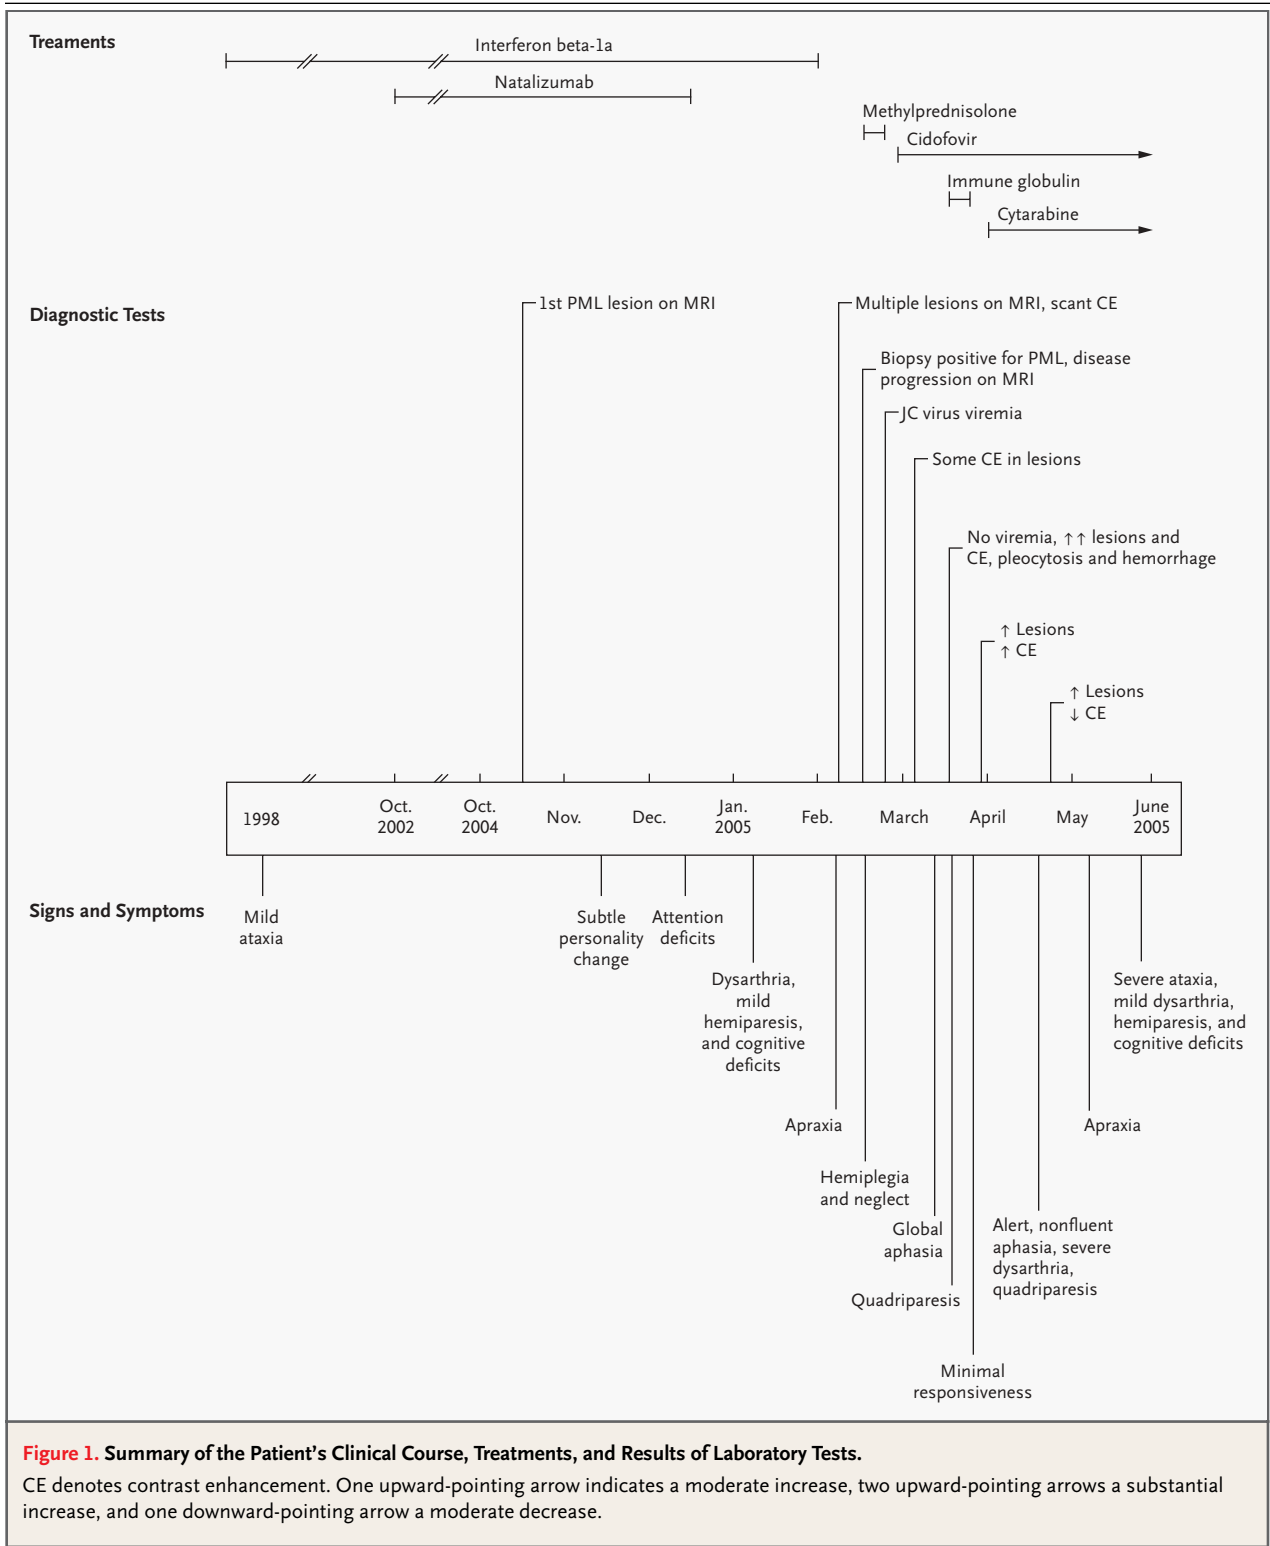 Treaments
Interferon beta-1a
Natalizumab
Methylprednisolone
Cidofovir
Immune globulin
Cytarabine
Diagnostic Tests
1st PML lesion on MRI
Multiple lesions on MRI, scant CE
Biopsy positive for PML, disease
progression on MRI
JC virus viremia
Some CE in lesions
No viremia, ↑↑ lesions and
CE, pleocytosis and hemorrhage
↑ Lesions
↑ CE
↑ Lesions
↓ CE
1998
Oct.
2002
Oct.
2004
Nov.
Dec.
Jan.
2005
Feb.
March
April
May
June
2005
Signs and Symptoms
Mild
ataxia
Subtle
personality
change
Attention
deficits
Dysarthria,
mild
hemiparesis,
and cognitive
deficits
Severe ataxia,
mild dysarthria,
hemiparesis, and
cognitive deficits
Apraxia
Apraxia
Hemiplegia
and neglect
Global
aphasia
Alert, nonfluent
aphasia, severe
dysarthria,
quadriparesis
Quadriparesis
Minimal
responsiveness
Figure 1. Summary of the Patient's Clinical Course, Treatments, and Results of Laboratory Tests.
CE denotes contrast enhancement. One upward-pointing arrow indicates a moderate increase, two upward-pointing arrows a substantial
increase, and one downward-pointing arrow a moderate decrease.